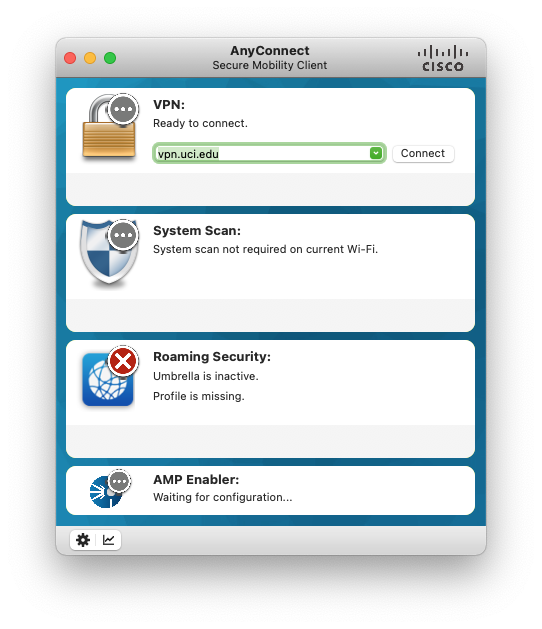 AnyConnect
Secure Mobility Client
CISCO
VPN:
Ready to connect.
vpn.uci.edu
Connect
System Scan:
System scan not required on current Wi-Fi.
Roaming Security:
Umbrella is inactive.
Profile is missing.
AMP Enabler:
Waiting for configuration...